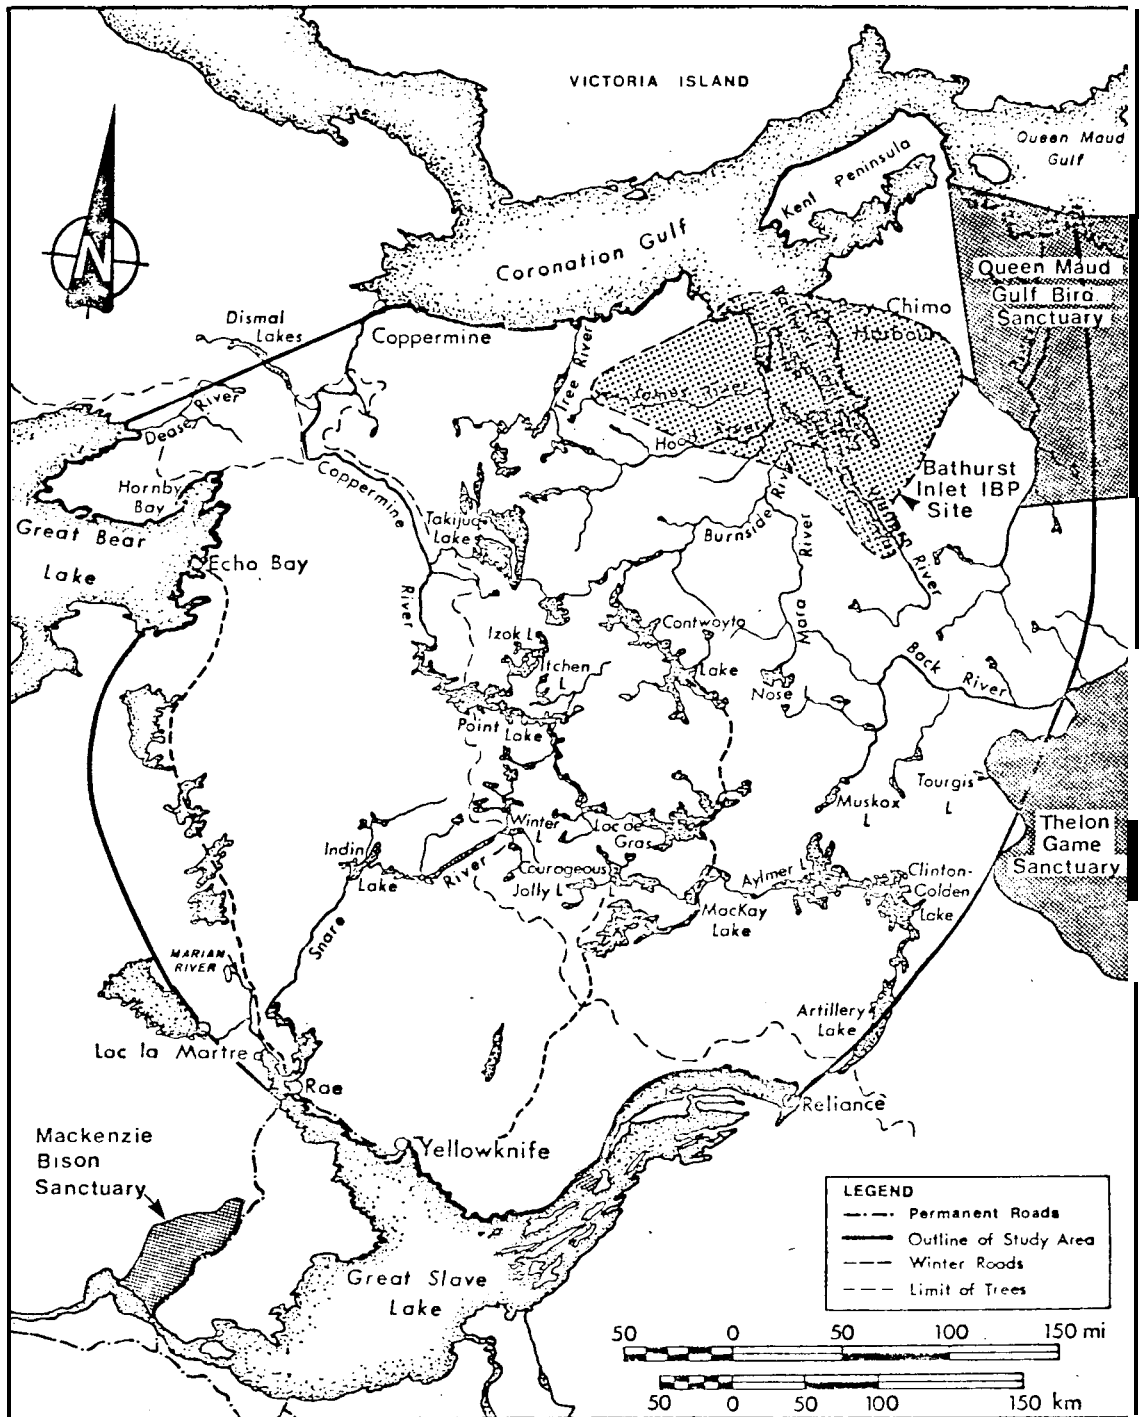 VICTORIA ISLAND
Queen Maud
Gulf
Kent Peninsula
Coronation Gulf
N
Queen Maud
Gulf Bird
Sanctuary
Chimo
Harbour
Dismal
Lakes
Coppermine
Tree River
Dease River
James River
Hood River
Bathurst Inlet
Hornby
Bay
Coppermine
River
Bathurst
Inlet IBP
Site
Great Bear
Lake
Takijuq
Lake
Burnside River
Mara River
Western River
Echo Bay
Izok L
Itchen
L
Contwoyto
Lake
Back River
Nose L
Point
Lake
Tourgis
L
Muskox
L
Thelon
Game
Sanctuary
Winter
L
Lac de
Gras
Indin
Lake
Snare River
Courageous
L
Jolly L
Aylmer L
Clinton-
Colden
Lake
MacKay
Lake
MARIAN
RIVER
Artillery
Lake
Lac la Martre
Rae
Reliance
Yellowknife
Mackenzie
Bison
Sanctuary
Great Slave
Lake
LEGEND
Permanent Roads
Outline of Study Area
Winter Roads
Limit of Trees
50 0 50 100 150 mi
50 0 50 100 150 km